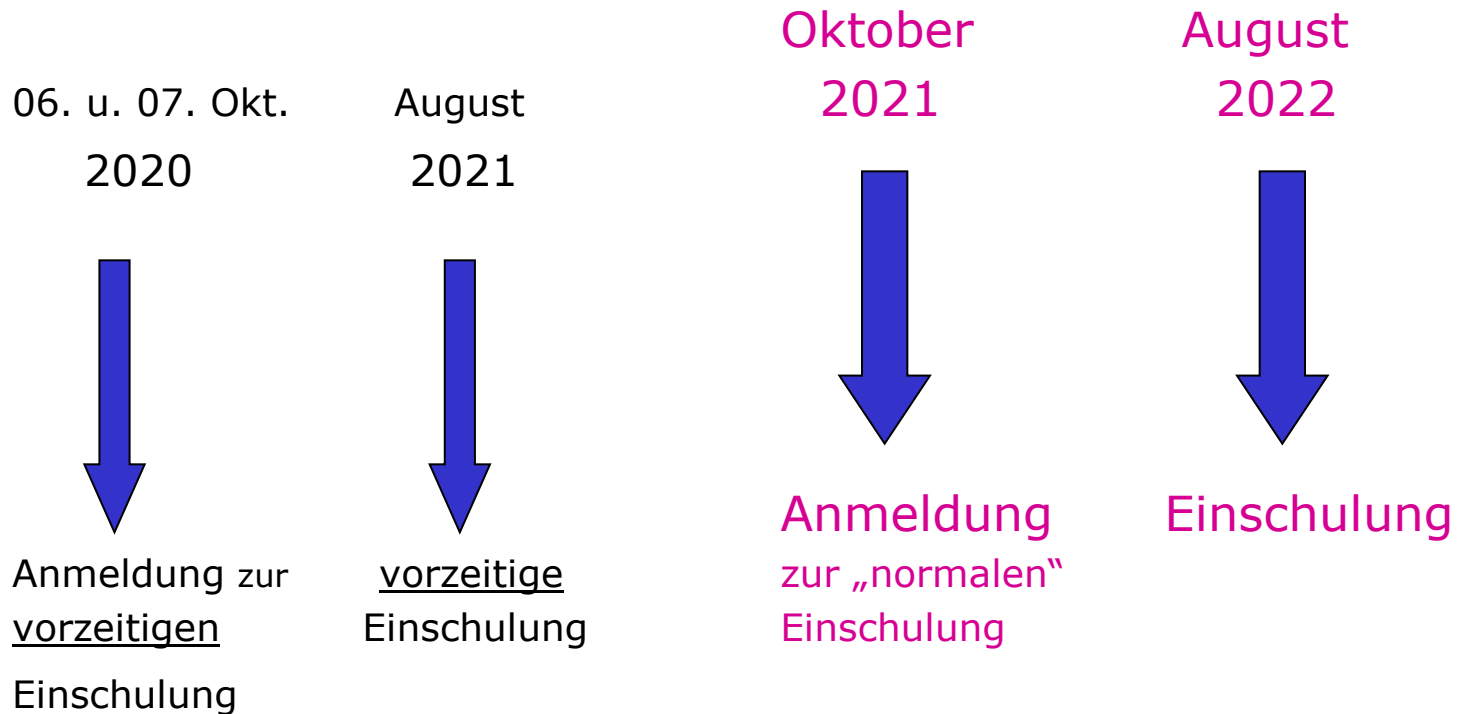 06. u. 07. Okt.
2020
Anmeldung zur
vorzeitigen
Einschulung
August
2021
vorzeitige
Einschulung
Oktober
2021
Anmeldung
zur „normalen“
Einschulung
August
2022
Einschulung